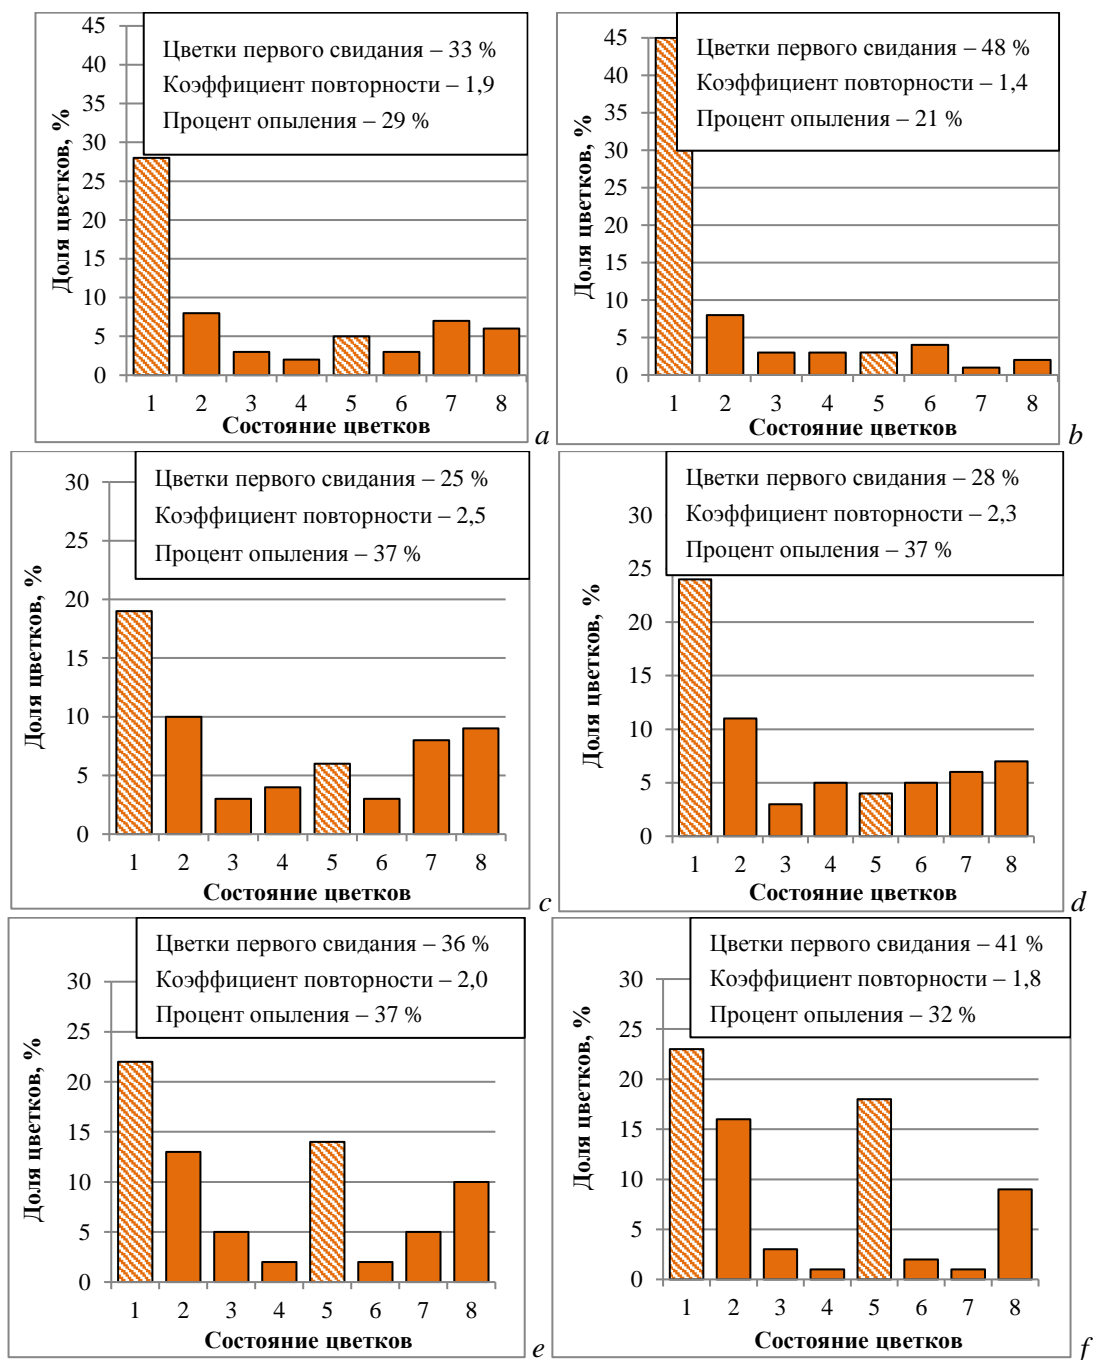 Цветки первого свидания – 33 %
Коэффициент повторности – 1,9
Процент опыления – 29 %
Доля цветков, %
45
40
35
30
25
20
15
10
5
0
1 2 3 4 5 6 7 8
Состояние цветков
a
Цветки первого свидания – 48 %
Коэффициент повторности – 1,4
Процент опыления – 21 %
Доля цветков, %
45
40
35
30
25
20
15
10
5
0
1 2 3 4 5 6 7 8
Состояние цветков
b
Цветки первого свидания – 25 %
Коэффициент повторности – 2,5
Процент опыления – 37 %
Доля цветков, %
30
25
20
15
10
5
0
1 2 3 4 5 6 7 8
Состояние цветков
c
Цветки первого свидания – 28 %
Коэффициент повторности – 2,3
Процент опыления – 37 %
Доля цветков, %
30
25
20
15
10
5
0
1 2 3 4 5 6 7 8
Состояние цветков
d
Цветки первого свидания – 36 %
Коэффициент повторности – 2,0
Процент опыления – 37 %
Доля цветков, %
30
25
20
15
10
5
0
1 2 3 4 5 6 7 8
Состояние цветков
e
Цветки первого свидания – 41 %
Коэффициент повторности – 1,8
Процент опыления – 32 %
Доля цветков, %
30
25
20
15
10
5
0
1 2 3 4 5 6 7 8
Состояние цветков
f